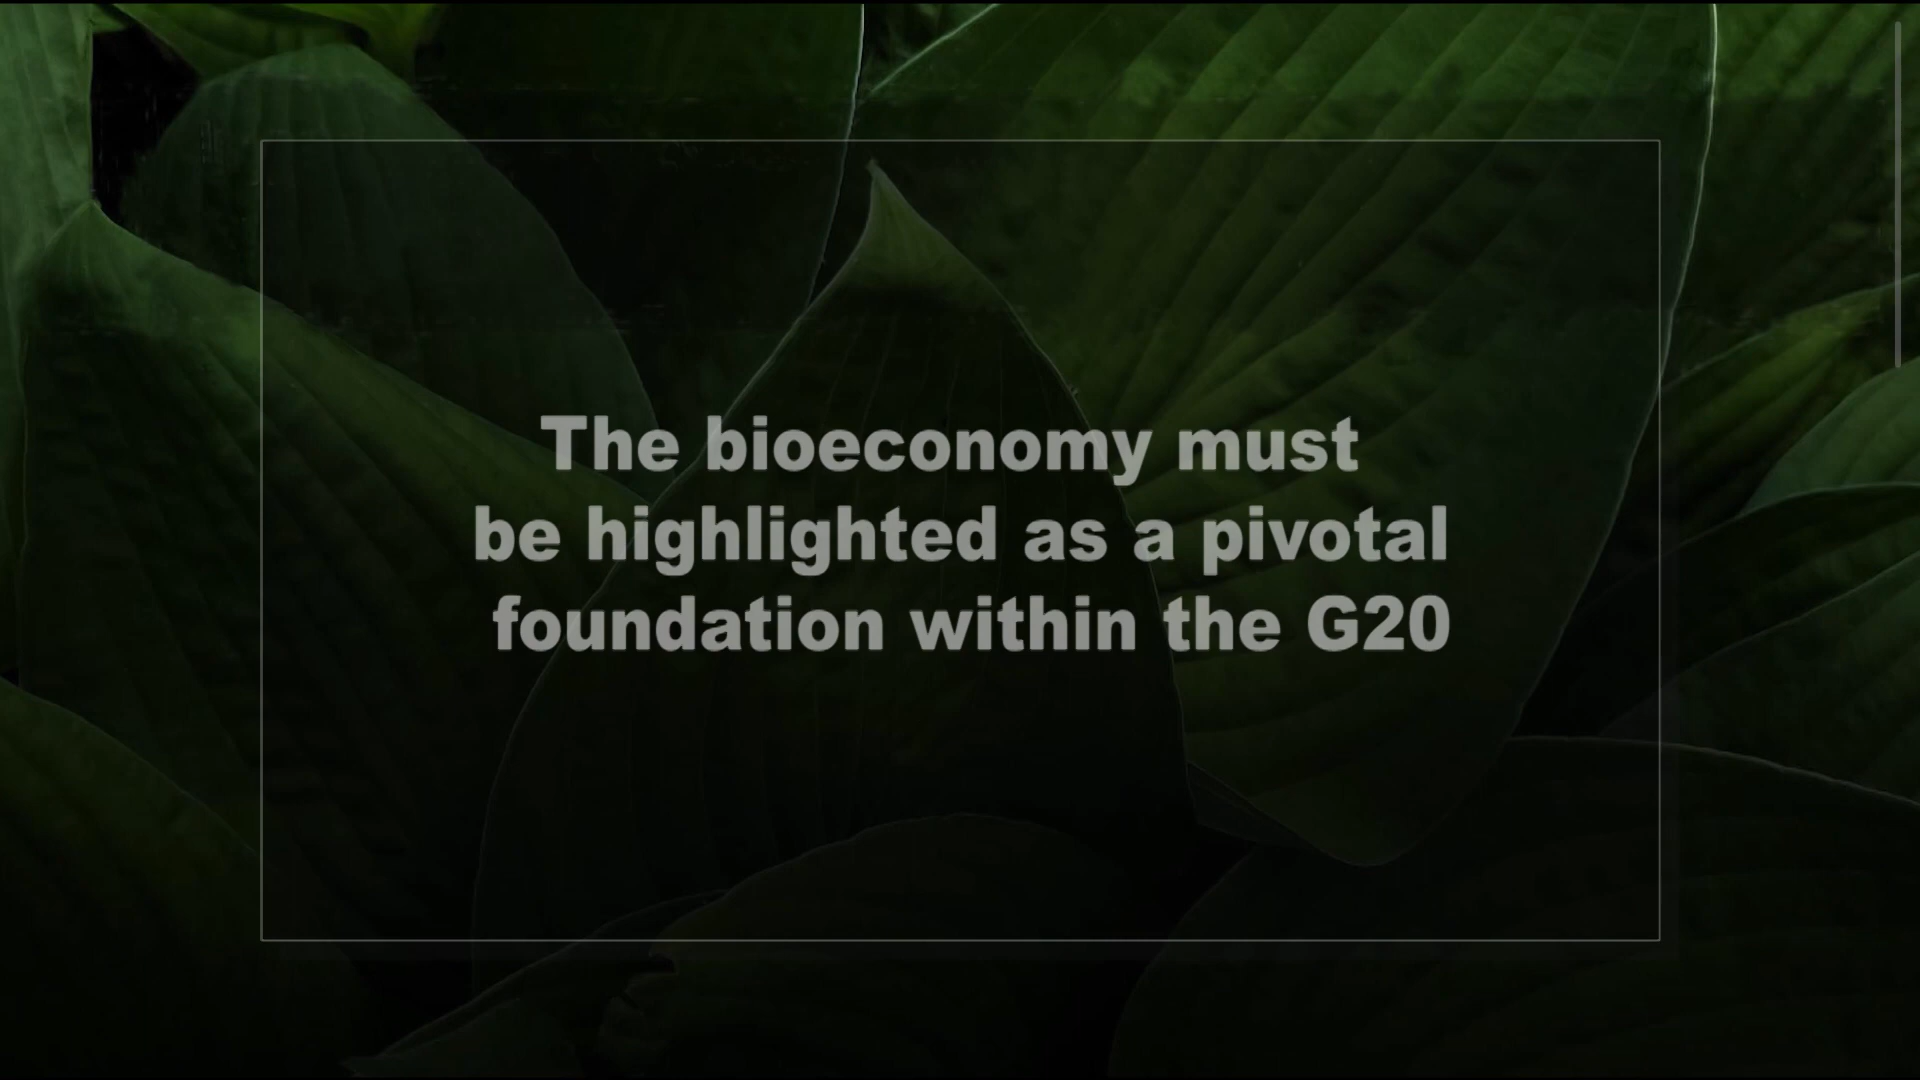 The bioeconomy must
be highlighted as a pivotal
foundation within the G20